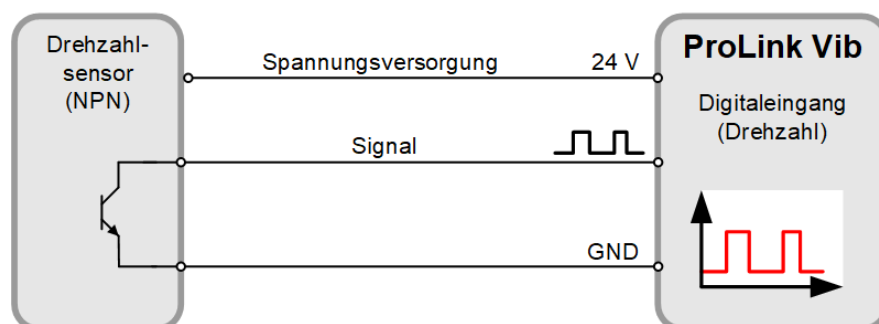 Drehzahl-
sensor
(NPN)
Spannungsversorgung
24 V
Signal
GND
ProLink Vib
Digitaleingang
(Drehzahl)